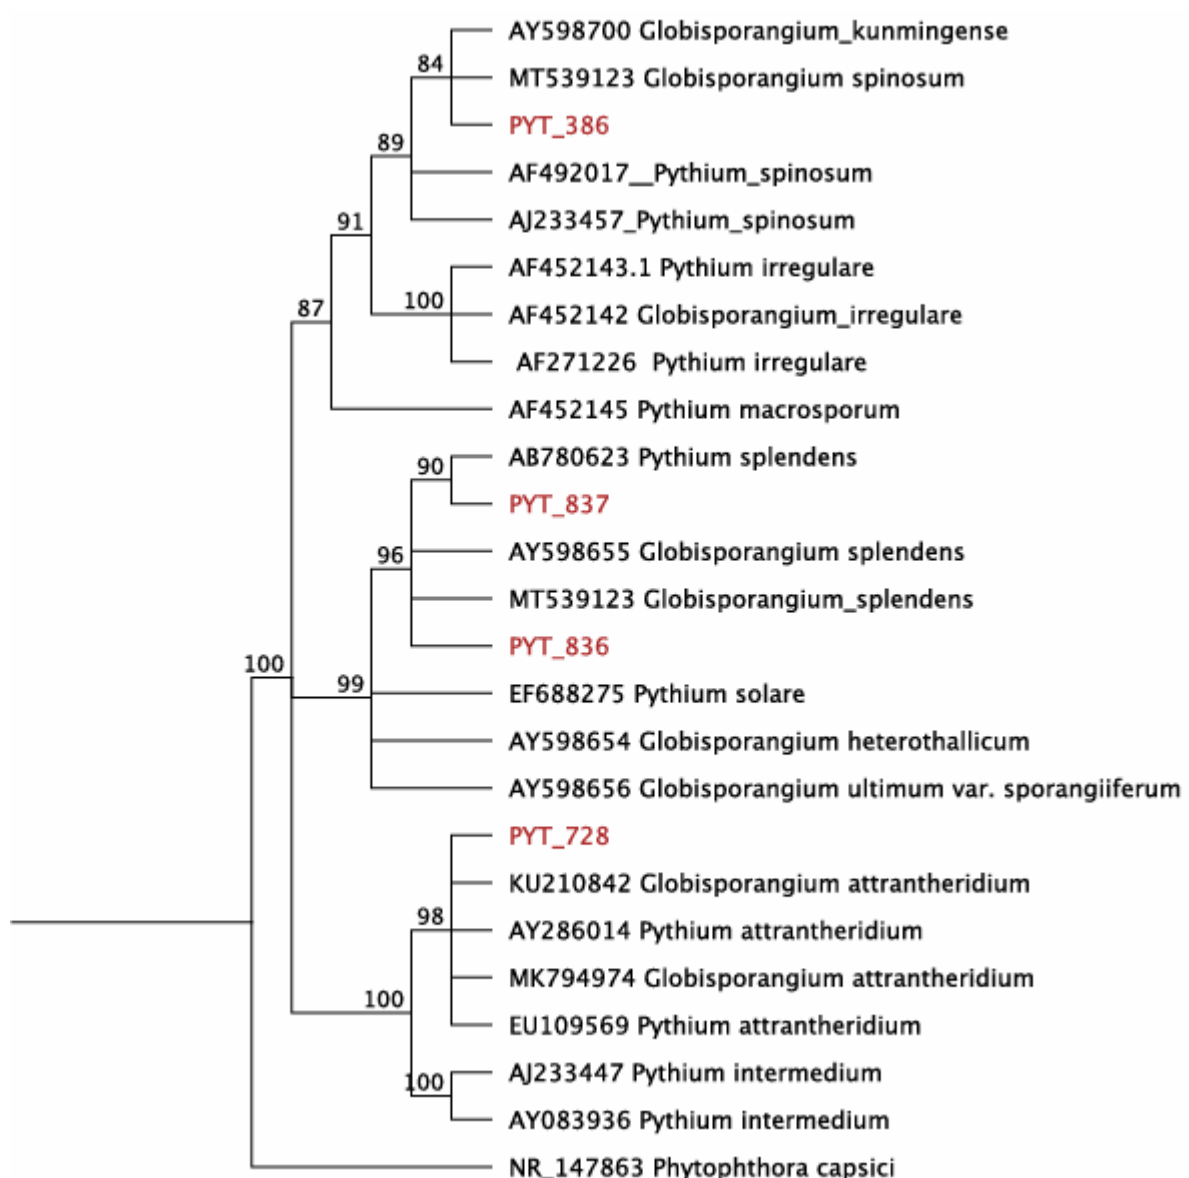 AY598700 Globisporangium_kunmingense
84
MT539123 Globisporangium spinosum
PYT_386
89
AF492017__Pythium_spinosum
AJ233457_Pythium_spinosum
91
AF452143.1 Pythium irregulare
100
AF452142 Globisporangium_irregulare
87
AF271226  Pythium irregulare
AF452145 Pythium macrosporum
AB780623 Pythium splendens
90
PYT_837
AY598655 Globisporangium splendens
96
MT539123 Globisporangium_splendens
PYT_836
100
99
EF688275 Pythium solare
AY598654 Globisporangium heterothallicum
AY598656 Globisporangium ultimum var. sporangiiferum
PYT_728
KU210842 Globisporangium attrantheridium
98
AY286014 Pythium attrantheridium
MK794974 Globisporangium attrantheridium
100
EU109569 Pythium attrantheridium
AJ233447 Pythium intermedium
100
AY083936 Pythium intermedium
NR_147863 Phytophthora capsici